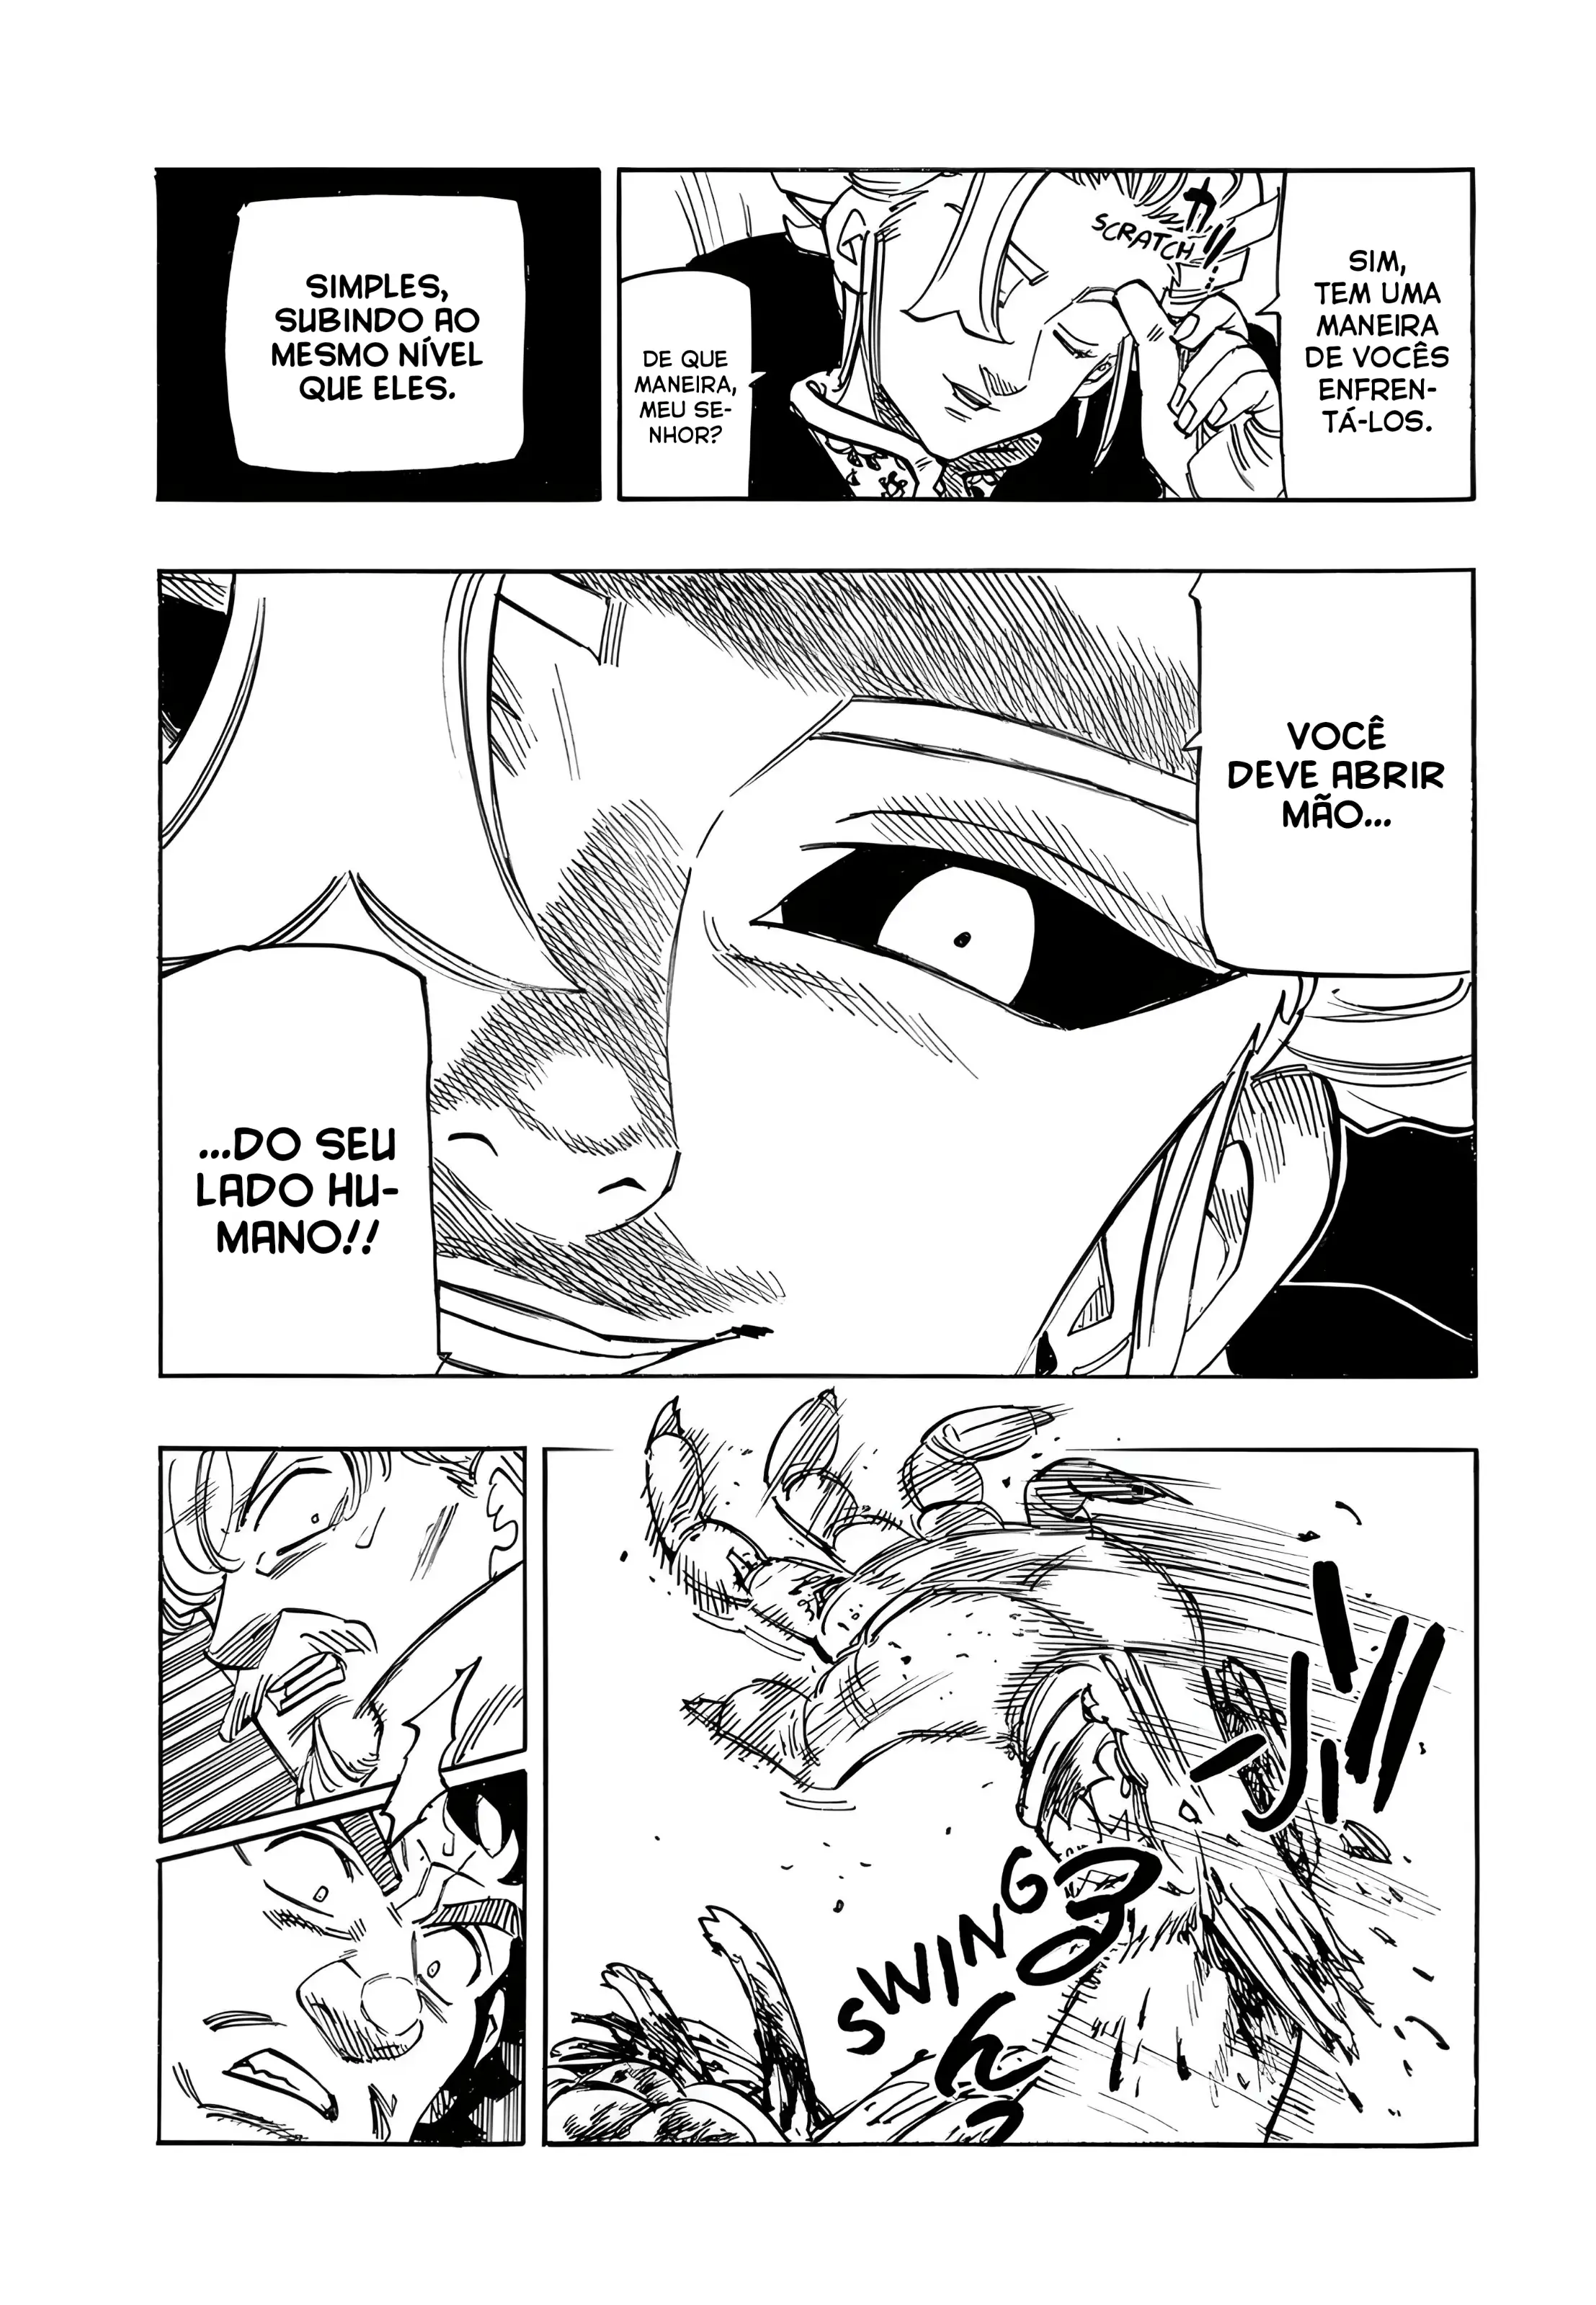 SIM,
TEM UMA
MANEIRA
DE VOCÊS
ENFREN-
TÁ-LOS.
SCRATCH
DE QUE
MANEIRA,
MEU SE-
NHOR?
SIMPLES,
SUBINDO AO
MESMO NÍVEL
QUE ELES.
VOCÊ
DEVE ABRIR
MÃO...
...DO SEU
LADO HU-
MANO!!
SWING